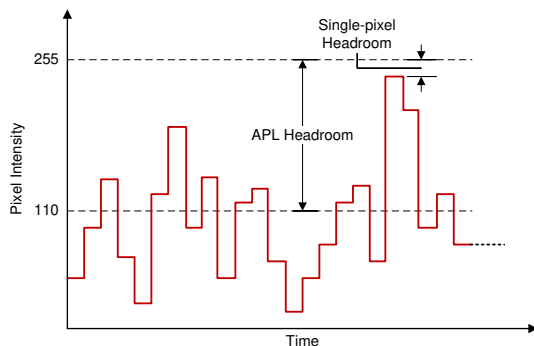 Single-pixel
Headroom
255
APL Headroom
110
Pixel Intensity
Time